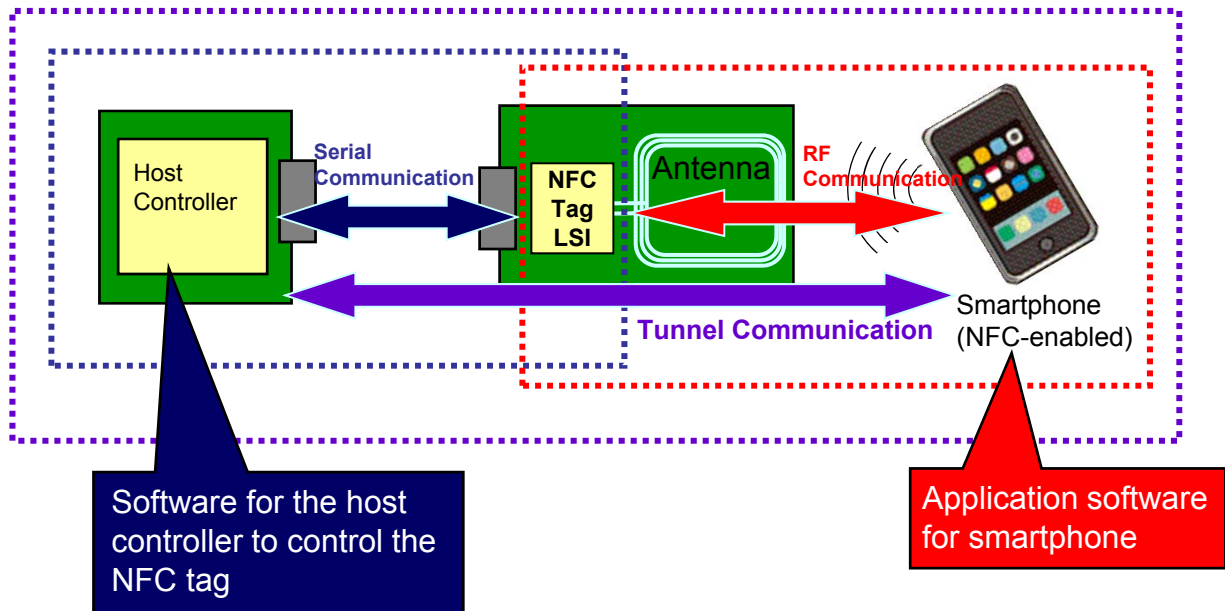 Host
Controller
Serial
Communication
NFC
Tag
LSI
Antenna
RF
Communication
Tunnel Communication
Smartphone
(NFC-enabled)
Software for the host
controller to control the
NFC tag
Application software
for smartphone